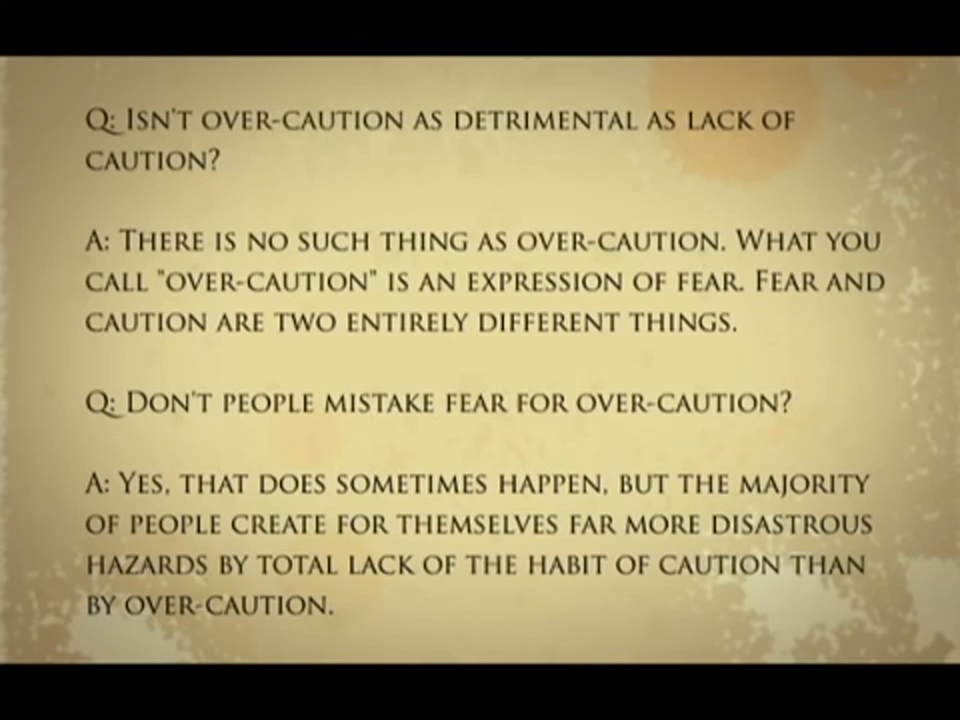 Q: Isn't over-caution as detrimental as lack of
caution?
A: There is no such thing as over-caution. What you
call "over-caution" is an expression of fear. Fear and
caution are two entirely different things.
Q: Don't people mistake fear for over-caution?
A: Yes, that does sometimes happen, but the majority
of people create for themselves far more disastrous
hazards by total lack of the habit of caution than
by over-caution.